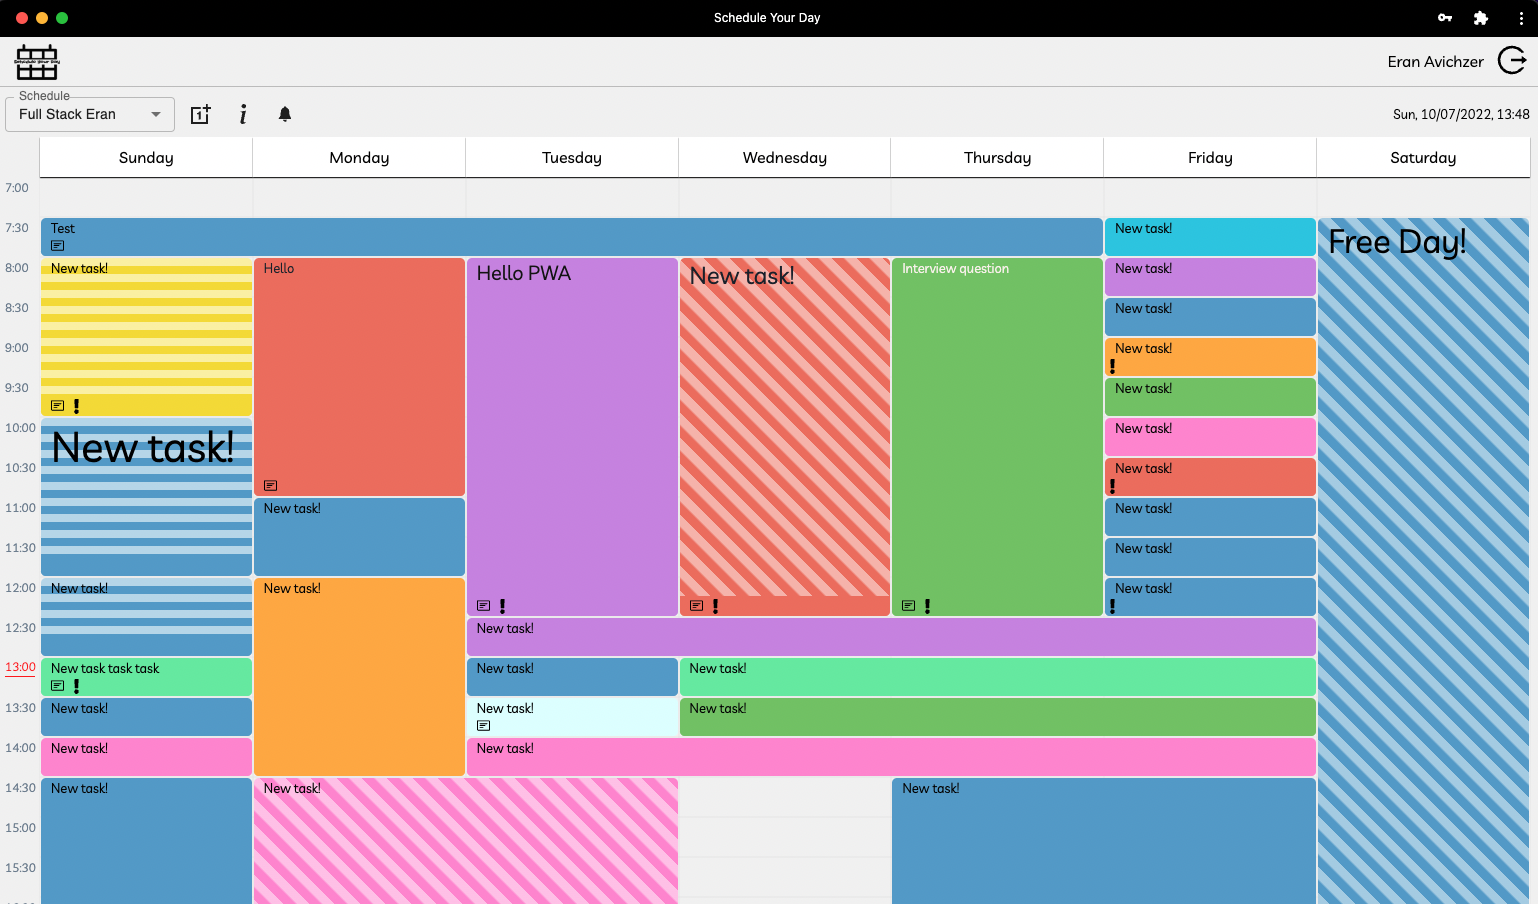 Schedule Your Day
Schedule Your Day
Eran Avichzer
Schedule
Full Stack Eran
1
i
Sun, 10/07/2022, 13:48
Sunday
Monday
Tuesday
Wednesday
Thursday
Friday
Saturday
7:00
7:30
Test
New task!
Free Day!
8:00
New task!
Hello
Hello PWA
New task!
Interview question
New task!
8:30
New task!
9:00
New task!
!
9:30
New task!
!
10:00
New task!
New task!
10:30
New task!
!
11:00
New task!
New task!
11:30
New task!
12:00
New task!
New task!
New task!
!
!
!
!
12:30
New task!
13:00
New task task task
!
New task!
New task!
13:30
New task!
New task!
New task!
14:00
New task!
New task!
14:30
New task!
New task!
New task!
15:00
15:30